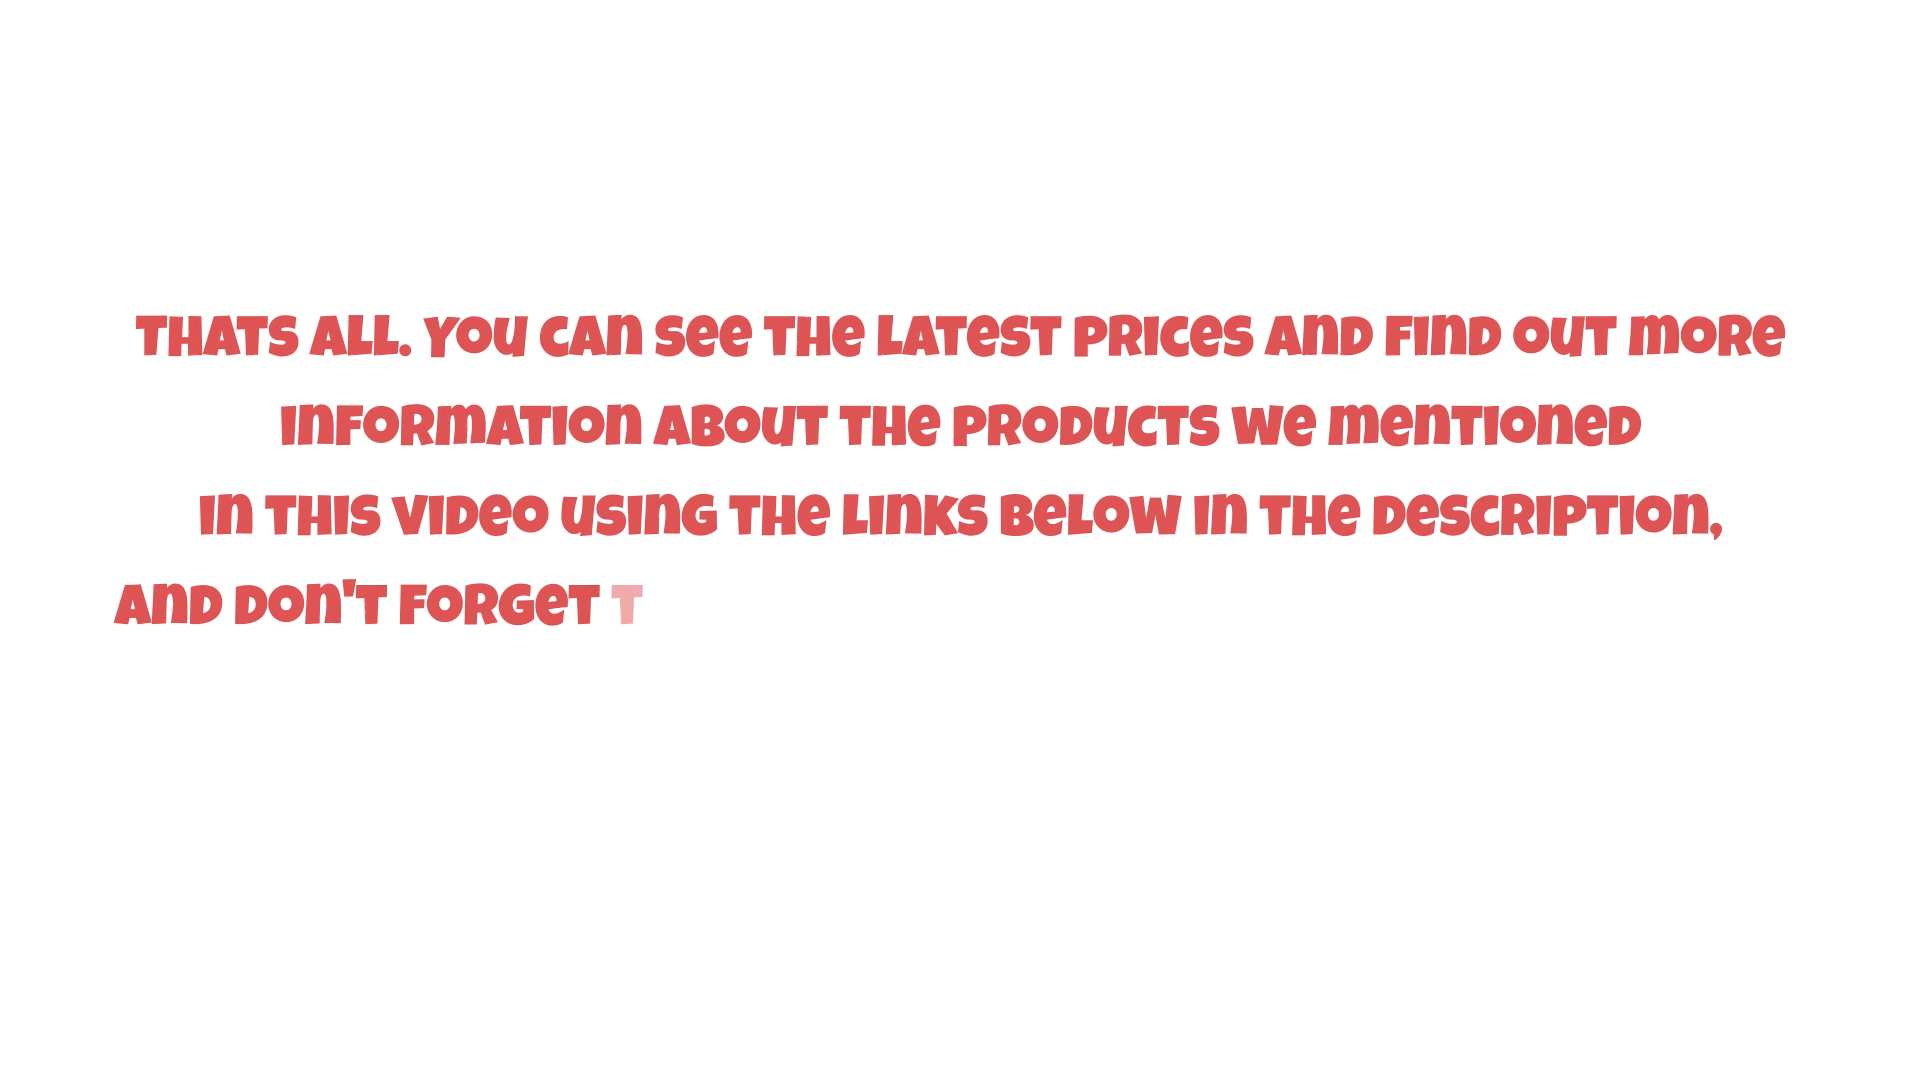 Thats all. You can see the latest prices and find out more
information about the products we mentioned
in this video using the links below in the description,
and don't forget t